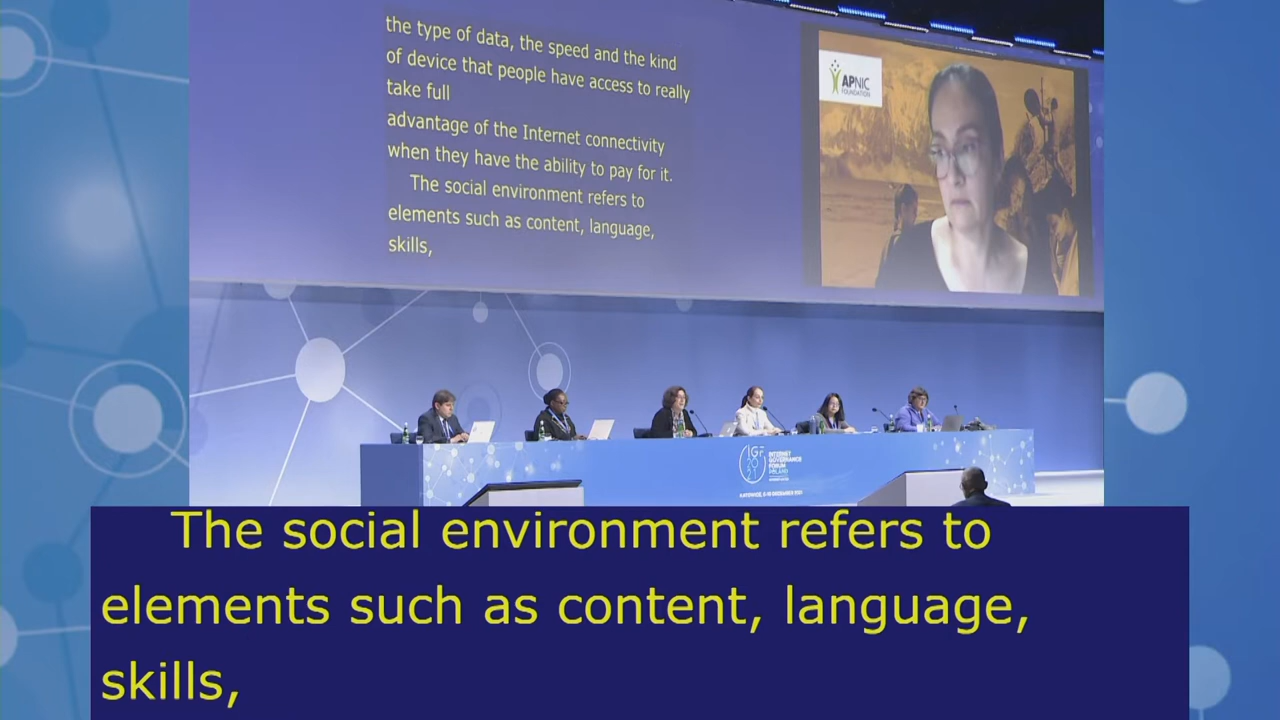 the type of data, the speed and the kind
of device that people have access to really
take full
advantage of the Internet connectivity
when they have the ability to pay for it.
The social environment refers to
elements such as content, language,
skills,
APNIC
FOUNDATION
IGF
20
21
INTERNET
GOVERNANCE
FORUM
POLAND
The social environment refers to
elements such as content, language,
skills,